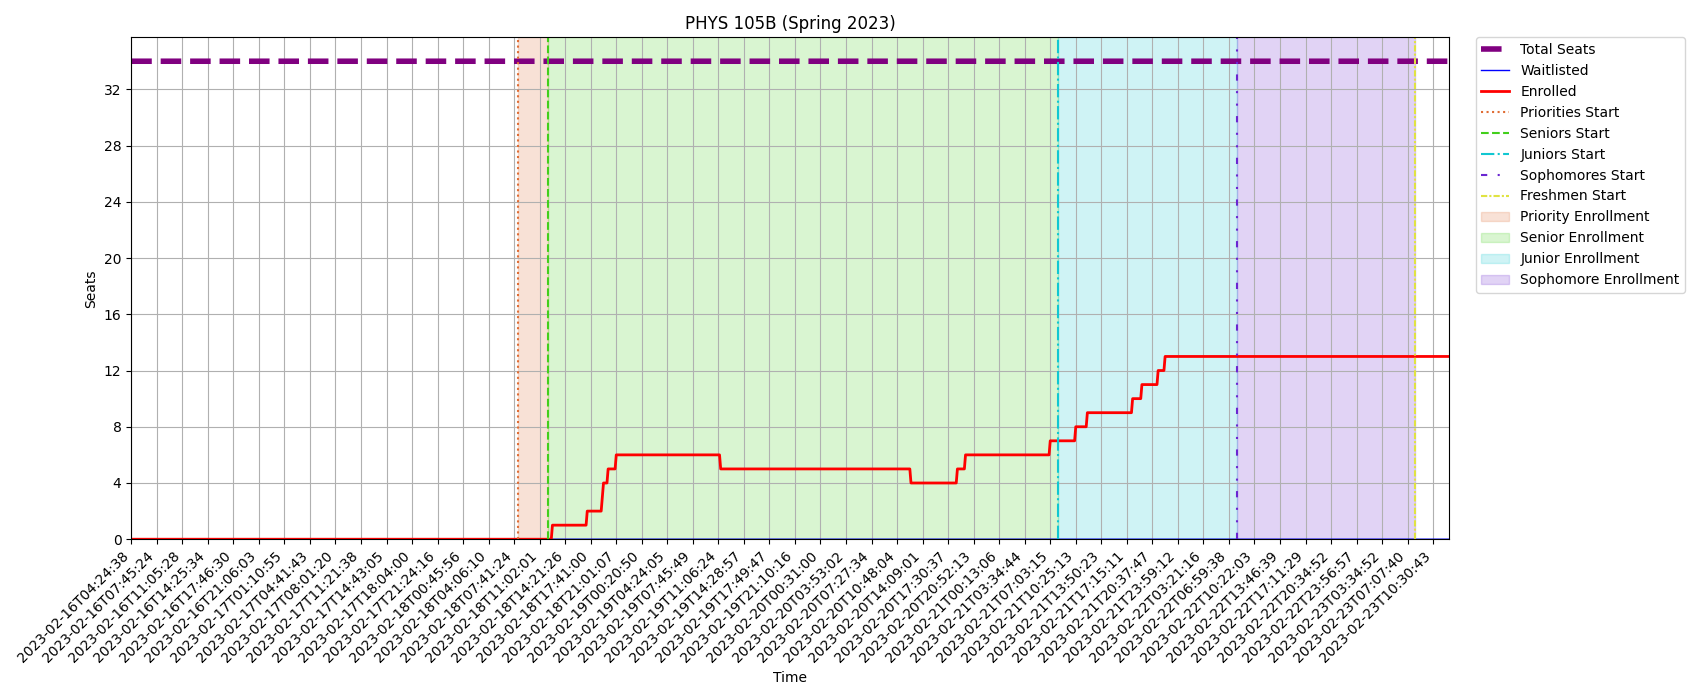 PHYS 105B (Spring 2023)
Total Seats
Waitlisted
Enrolled
Priorities Start
Seniors Start
Juniors Start
Sophomores Start
Freshmen Start
Priority Enrollment
Senior Enrollment
Junior Enrollment
Sophomore Enrollment
Seats
32
28
24
20
16
12
8
4
0
2023-02-16T04:24:38
2023-02-16T07:45:24
2023-02-16T11:05:28
2023-02-16T14:25:34
2023-02-16T17:46:30
2023-02-16T21:06:03
2023-02-17T01:10:55
2023-02-17T04:41:43
2023-02-17T08:01:20
2023-02-17T11:21:38
2023-02-17T14:43:05
2023-02-17T18:04:00
2023-02-17T21:24:16
2023-02-18T00:45:56
2023-02-18T04:06:10
2023-02-18T07:41:24
2023-02-18T11:02:01
2023-02-18T14:21:26
2023-02-18T17:41:00
2023-02-18T21:01:07
2023-02-19T00:20:50
2023-02-19T04:24:05
2023-02-19T07:45:49
2023-02-19T11:06:24
2023-02-19T14:28:57
2023-02-19T17:49:47
2023-02-19T21:10:16
2023-02-20T00:31:00
2023-02-20T03:53:02
2023-02-20T07:27:34
2023-02-20T10:48:04
2023-02-20T14:09:01
2023-02-20T17:30:37
2023-02-20T20:52:13
2023-02-21T00:13:06
2023-02-21T03:34:44
2023-02-21T07:03:15
2023-02-21T10:25:13
2023-02-21T13:50:23
2023-02-21T17:15:11
2023-02-21T20:37:47
2023-02-21T23:59:12
2023-02-22T03:21:16
2023-02-22T06:59:38
2023-02-22T10:22:03
2023-02-22T13:46:39
2023-02-22T17:11:29
2023-02-22T20:34:52
2023-02-22T23:56:57
2023-02-23T03:34:52
2023-02-23T07:07:40
2023-02-23T10:30:43
Time